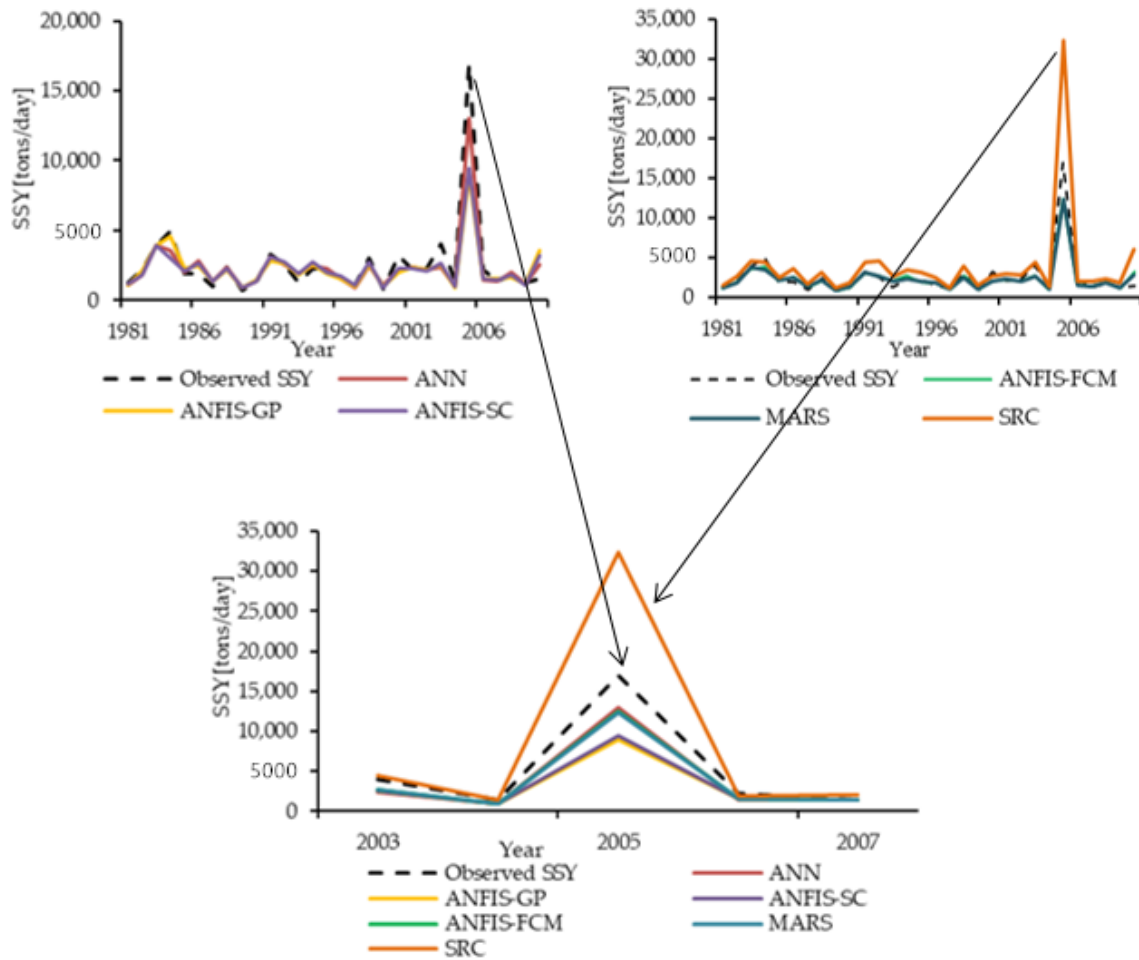 20,000
15,000
10,000
5000
0
SSY[tons/day]
1981 1986 1991 1996 2001 2006
Year
Observed SSY ANN
ANFIS-GP ANFIS-SC
35,000
30,000
25,000
20,000
15,000
10,000
5000
0
SSY[tons/day]
1981 1986 1991 1996 2001 2006
Year
Observed SSY ANFIS-FCM
MARS SRC
35,000
30,000
25,000
20,000
15,000
10,000
5000
0
SSY[tons/day]
2003 2005 2007
Year
Observed SSY ANN
ANFIS-GP ANFIS-SC
ANFIS-FCM MARS
SRC